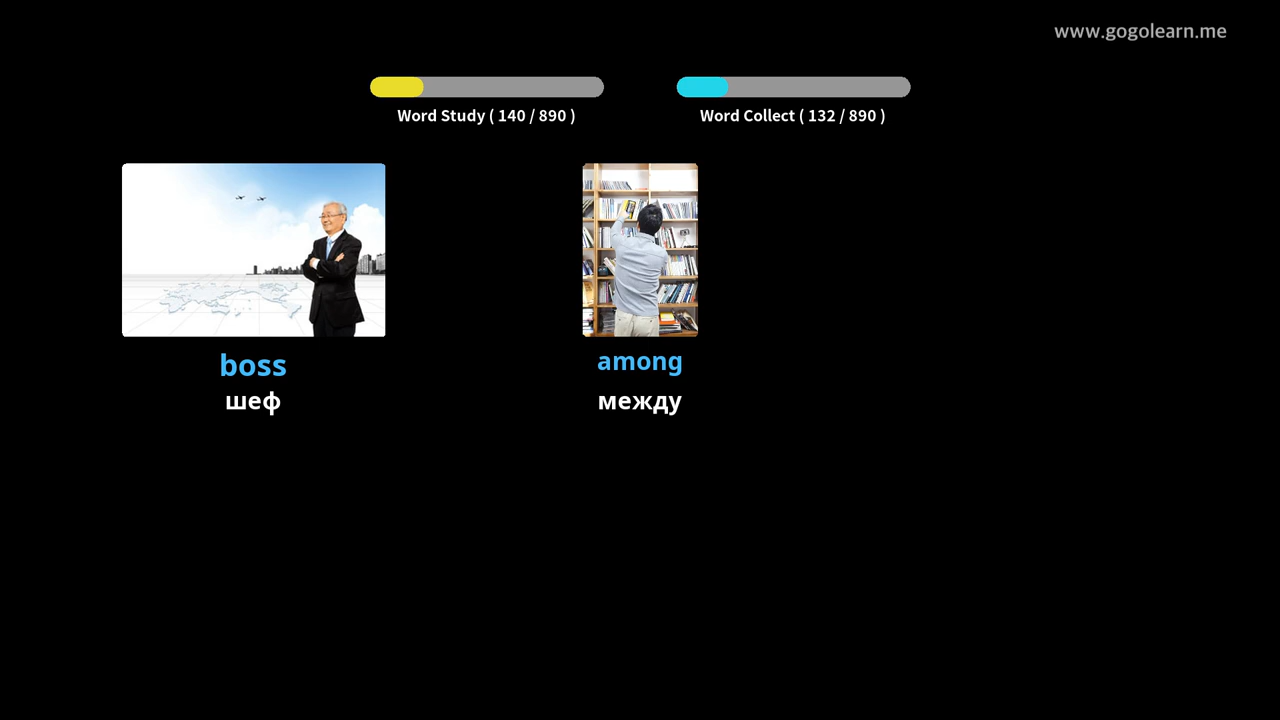 www.gogolearn.me
Word Study ( 140 / 890 )
Word Collect ( 132 / 890 )
boss
шеф
among
между